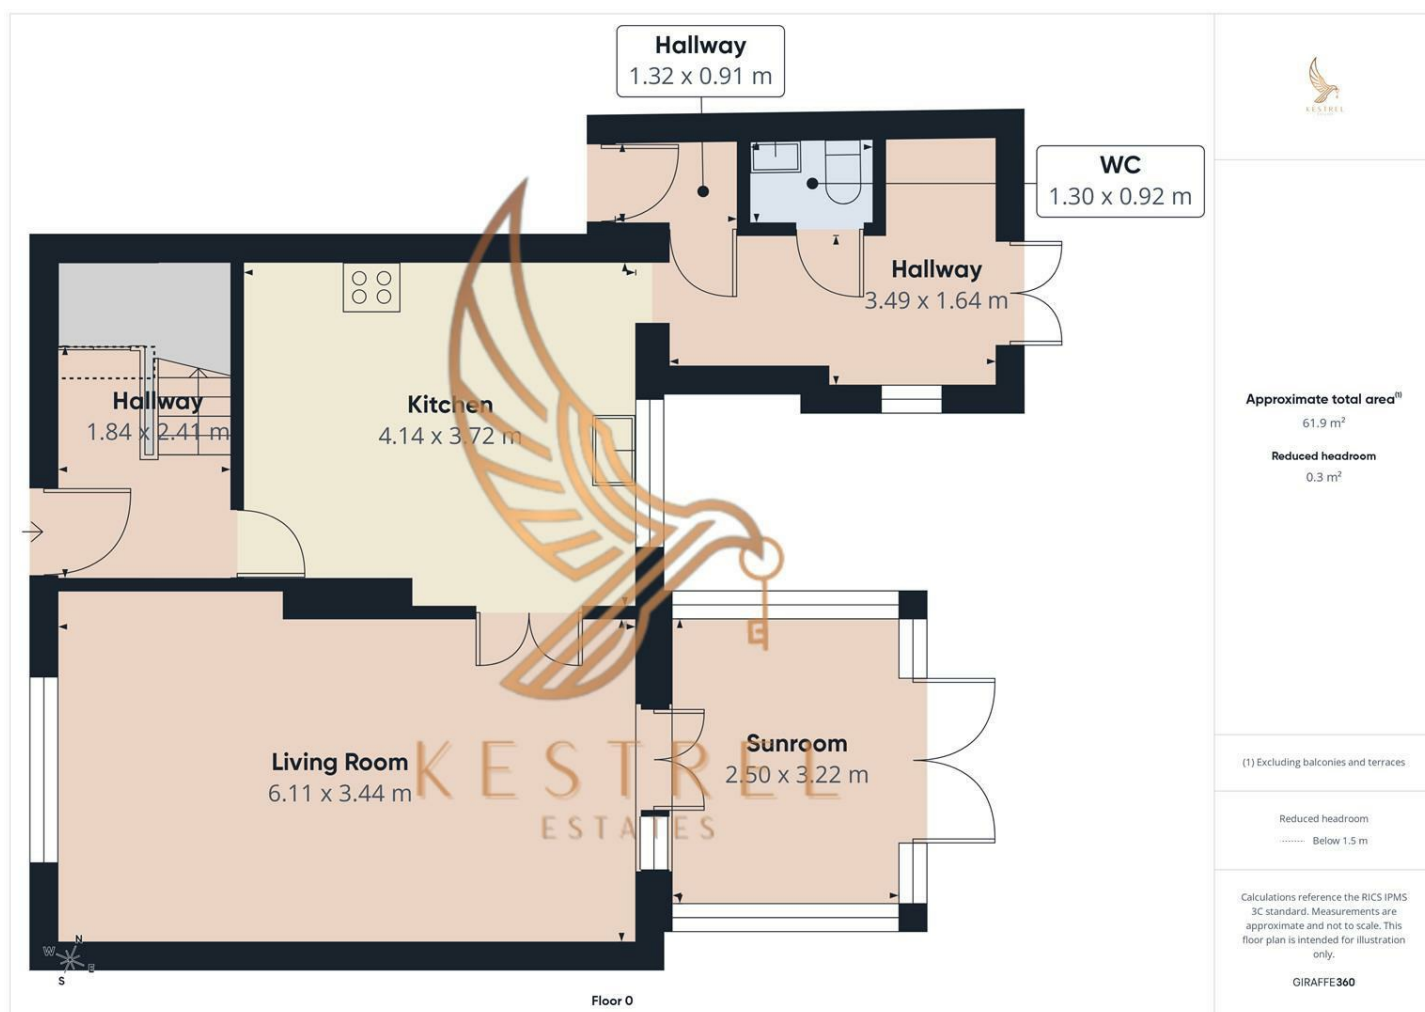 Hallway
1.32 x 0.91 m
WC
1.30 x 0.92 m
Hallway
3.49 x 1.64 m
Hallway
1.84 x 2.41 m
Kitchen
4.14 x 3.72 m
Living Room
6.11 x 3.44 m
Sunroom
2.50 x 3.22 m
KESTREL
ESTATES
N
W
E
S
Floor 0
KESTREL
Approximate total area(1)
61.9 m²
Reduced headroom
0.3 m²
(1) Excluding balconies and terraces
Reduced headroom
Below 1.5 m
Calculations reference the RICS IPMS
3C standard. Measurements are
approximate and not to scale. This
floor plan is intended for illustration
only.
GIRAFFE360